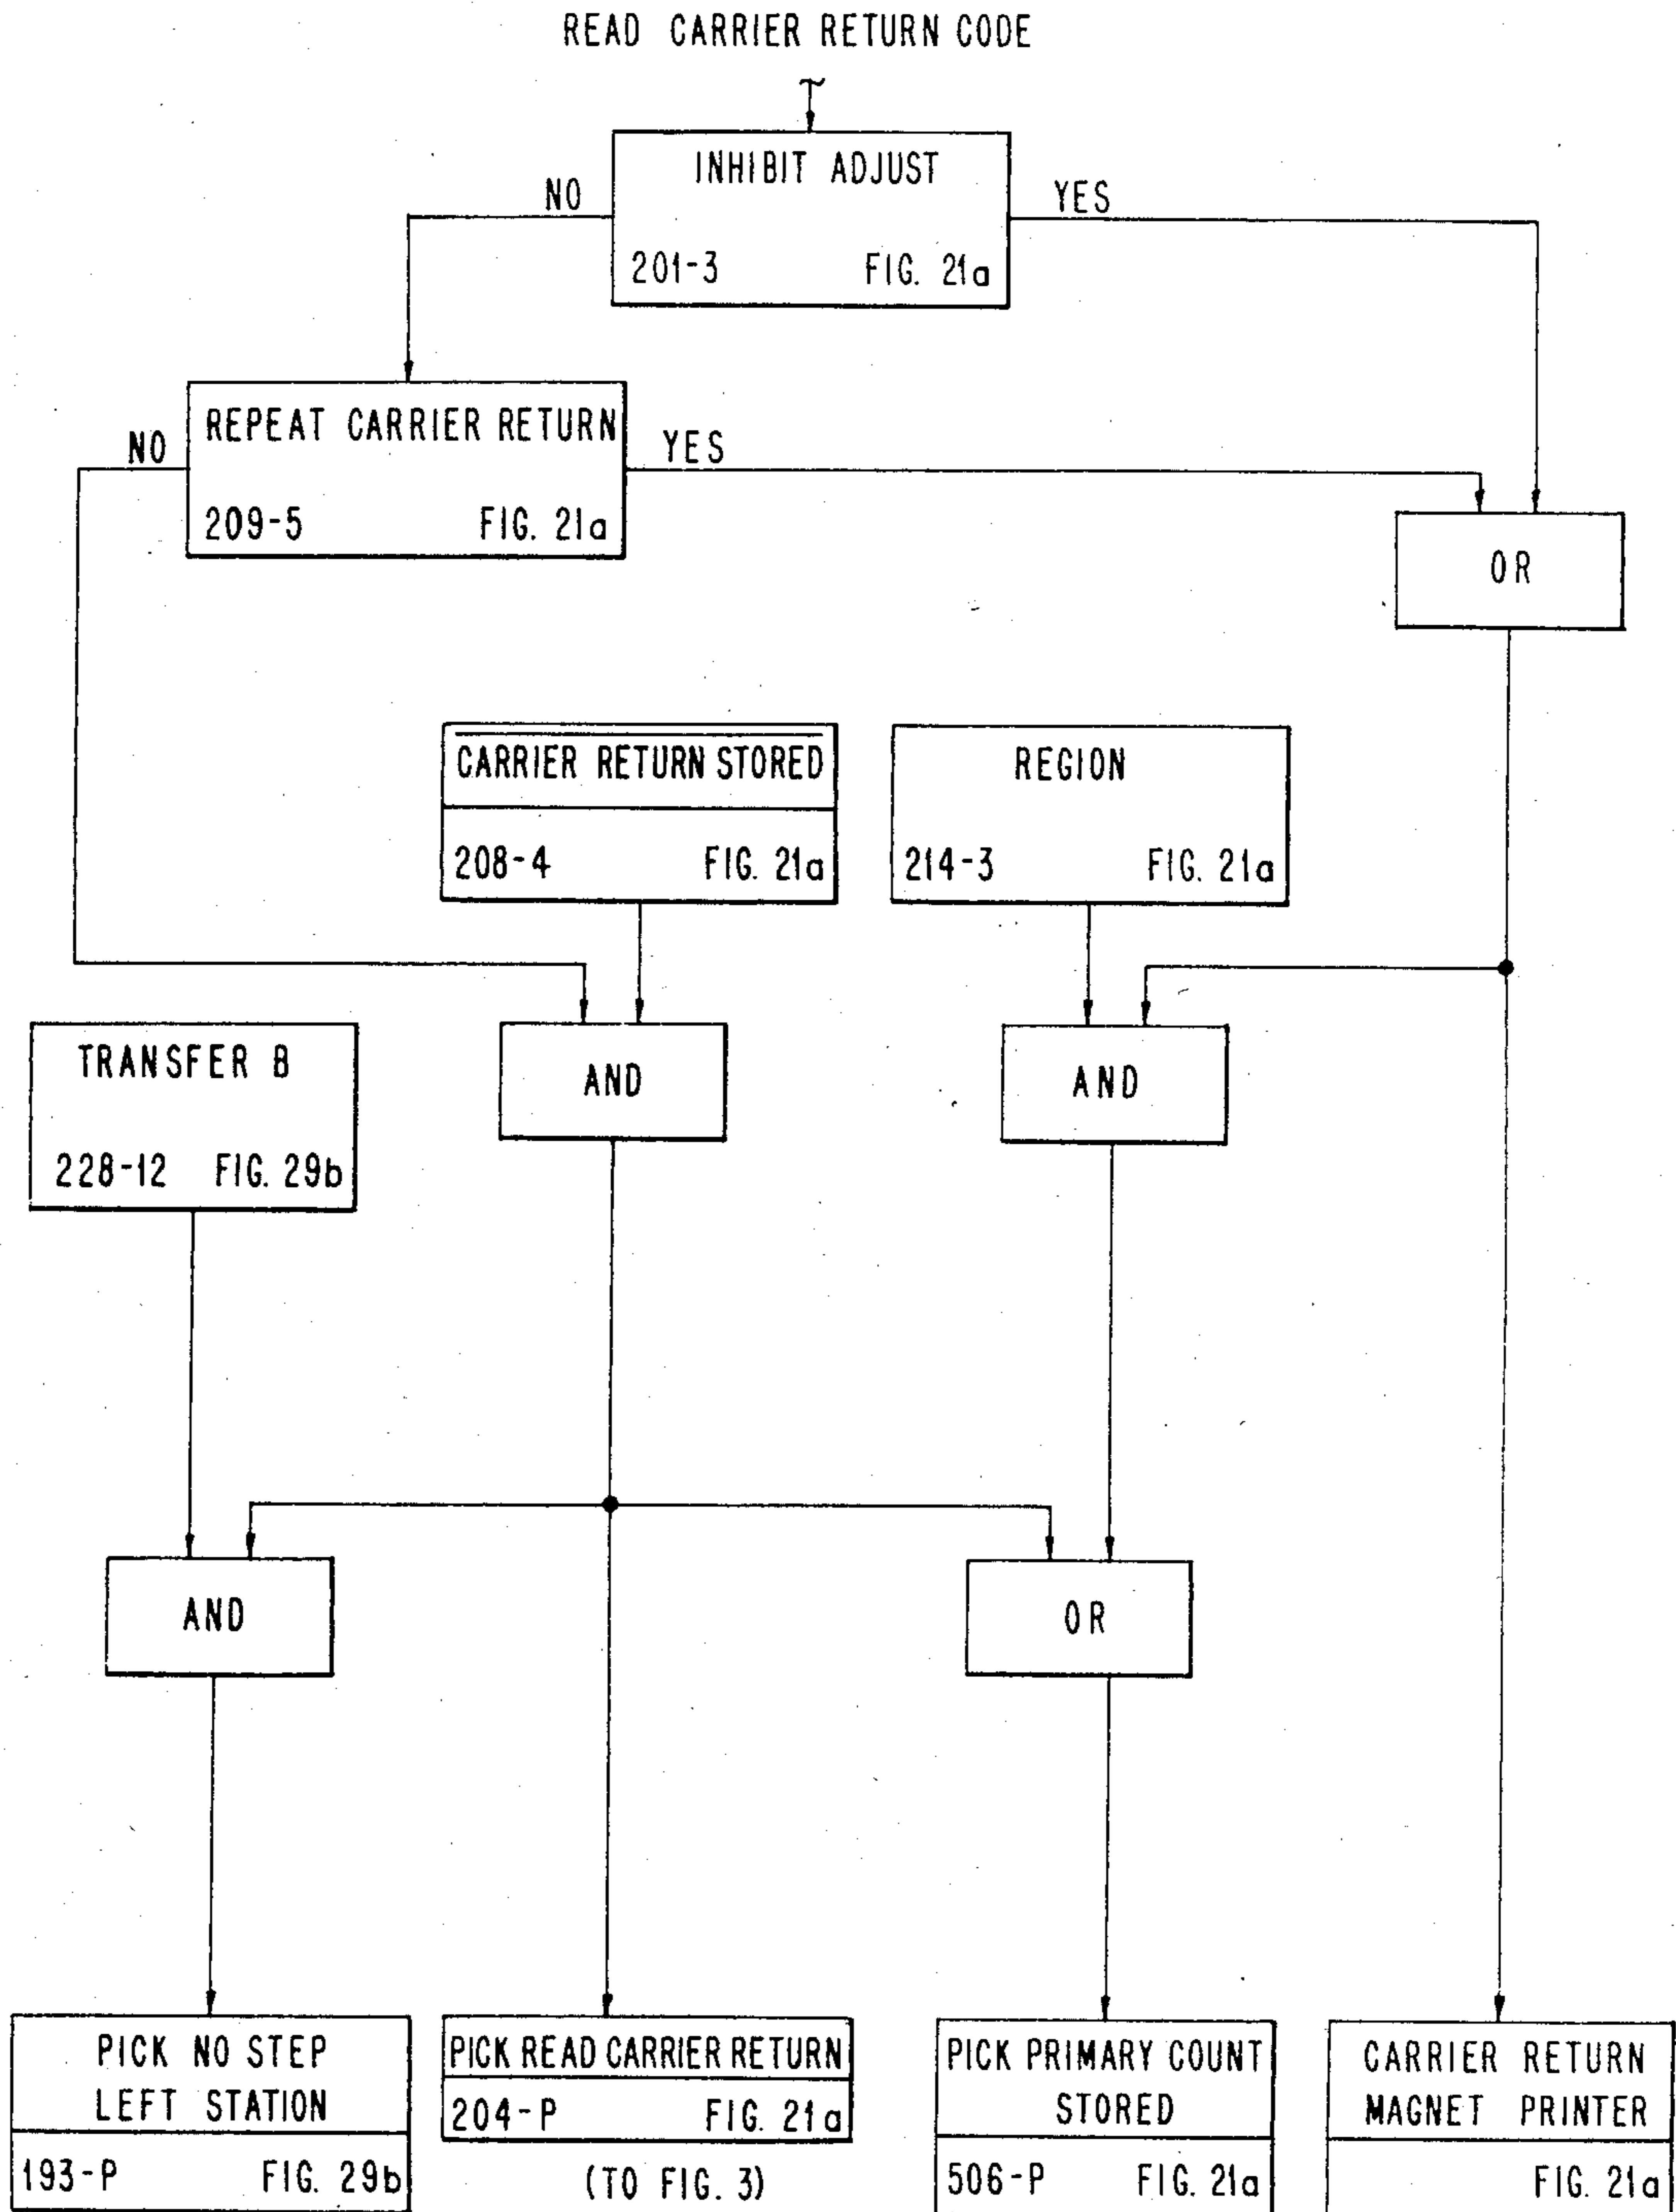 READ CARRIER RETURN CODE
INHIBIT ADJUST
NO
YES
201-3 FIG. 21a
REPEAT CARRIER RETURN
NO
YES
209-5 FIG. 21a
OR
CARRIER RETURN STORED
208-4 FIG. 21a
REGION
214-3 FIG. 21a
TRANSFER B
228-12 FIG. 29b
AND
AND
AND
OR
PICK NO STEP
LEFT STATION
193-P FIG. 29b
PICK READ CARRIER RETURN
204-P FIG. 21a
(TO FIG. 3)
PICK PRIMARY COUNT
STORED
506-P FIG. 21a
CARRIER RETURN
MAGNET PRINTER
FIG. 21a